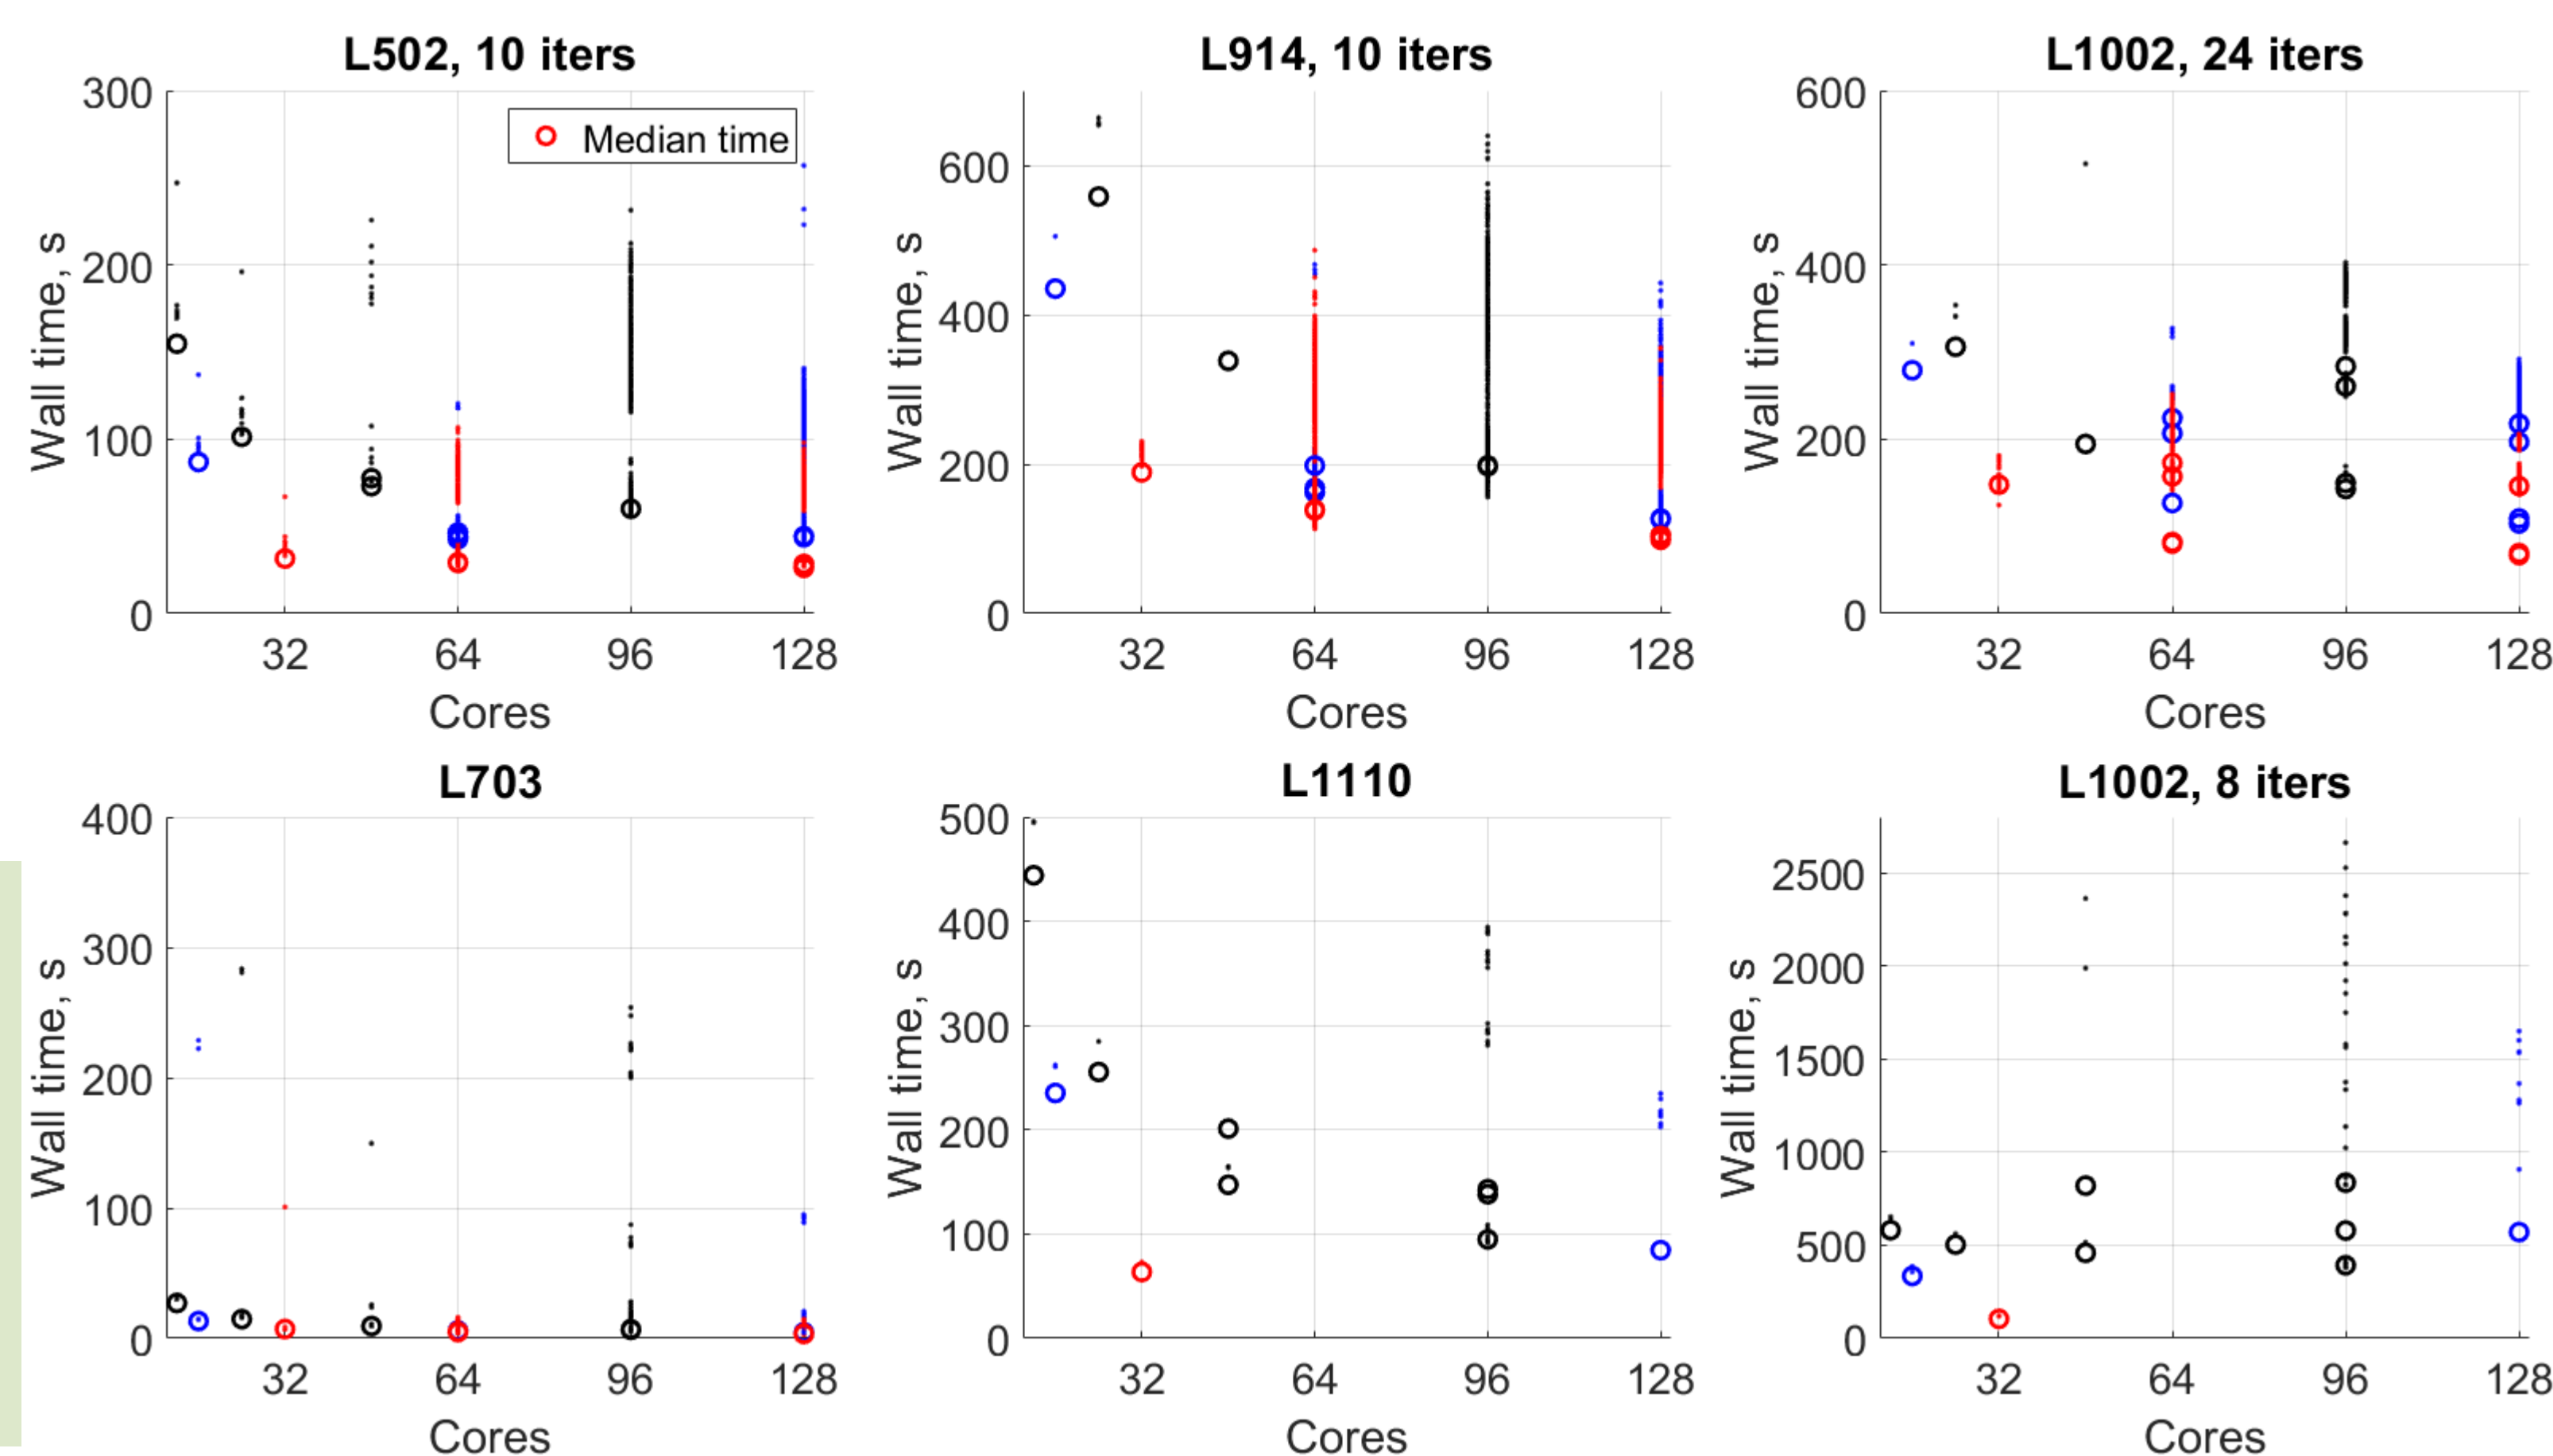 L502, 10 iters
300
200
100
0
Wall time, s
Median time
32 64 96 128
Cores
L914, 10 iters
600
400
200
0
Wall time, s
32 64 96 128
Cores
L1002, 24 iters
600
400
200
0
Wall time, s
32 64 96 128
Cores
L703
400
300
200
100
0
Wall time, s
32 64 96 128
Cores
L1110
500
400
300
200
100
0
Wall time, s
32 64 96 128
Cores
L1002, 8 iters
2500
2000
1500
1000
500
0
Wall time, s
32 64 96 128
Cores